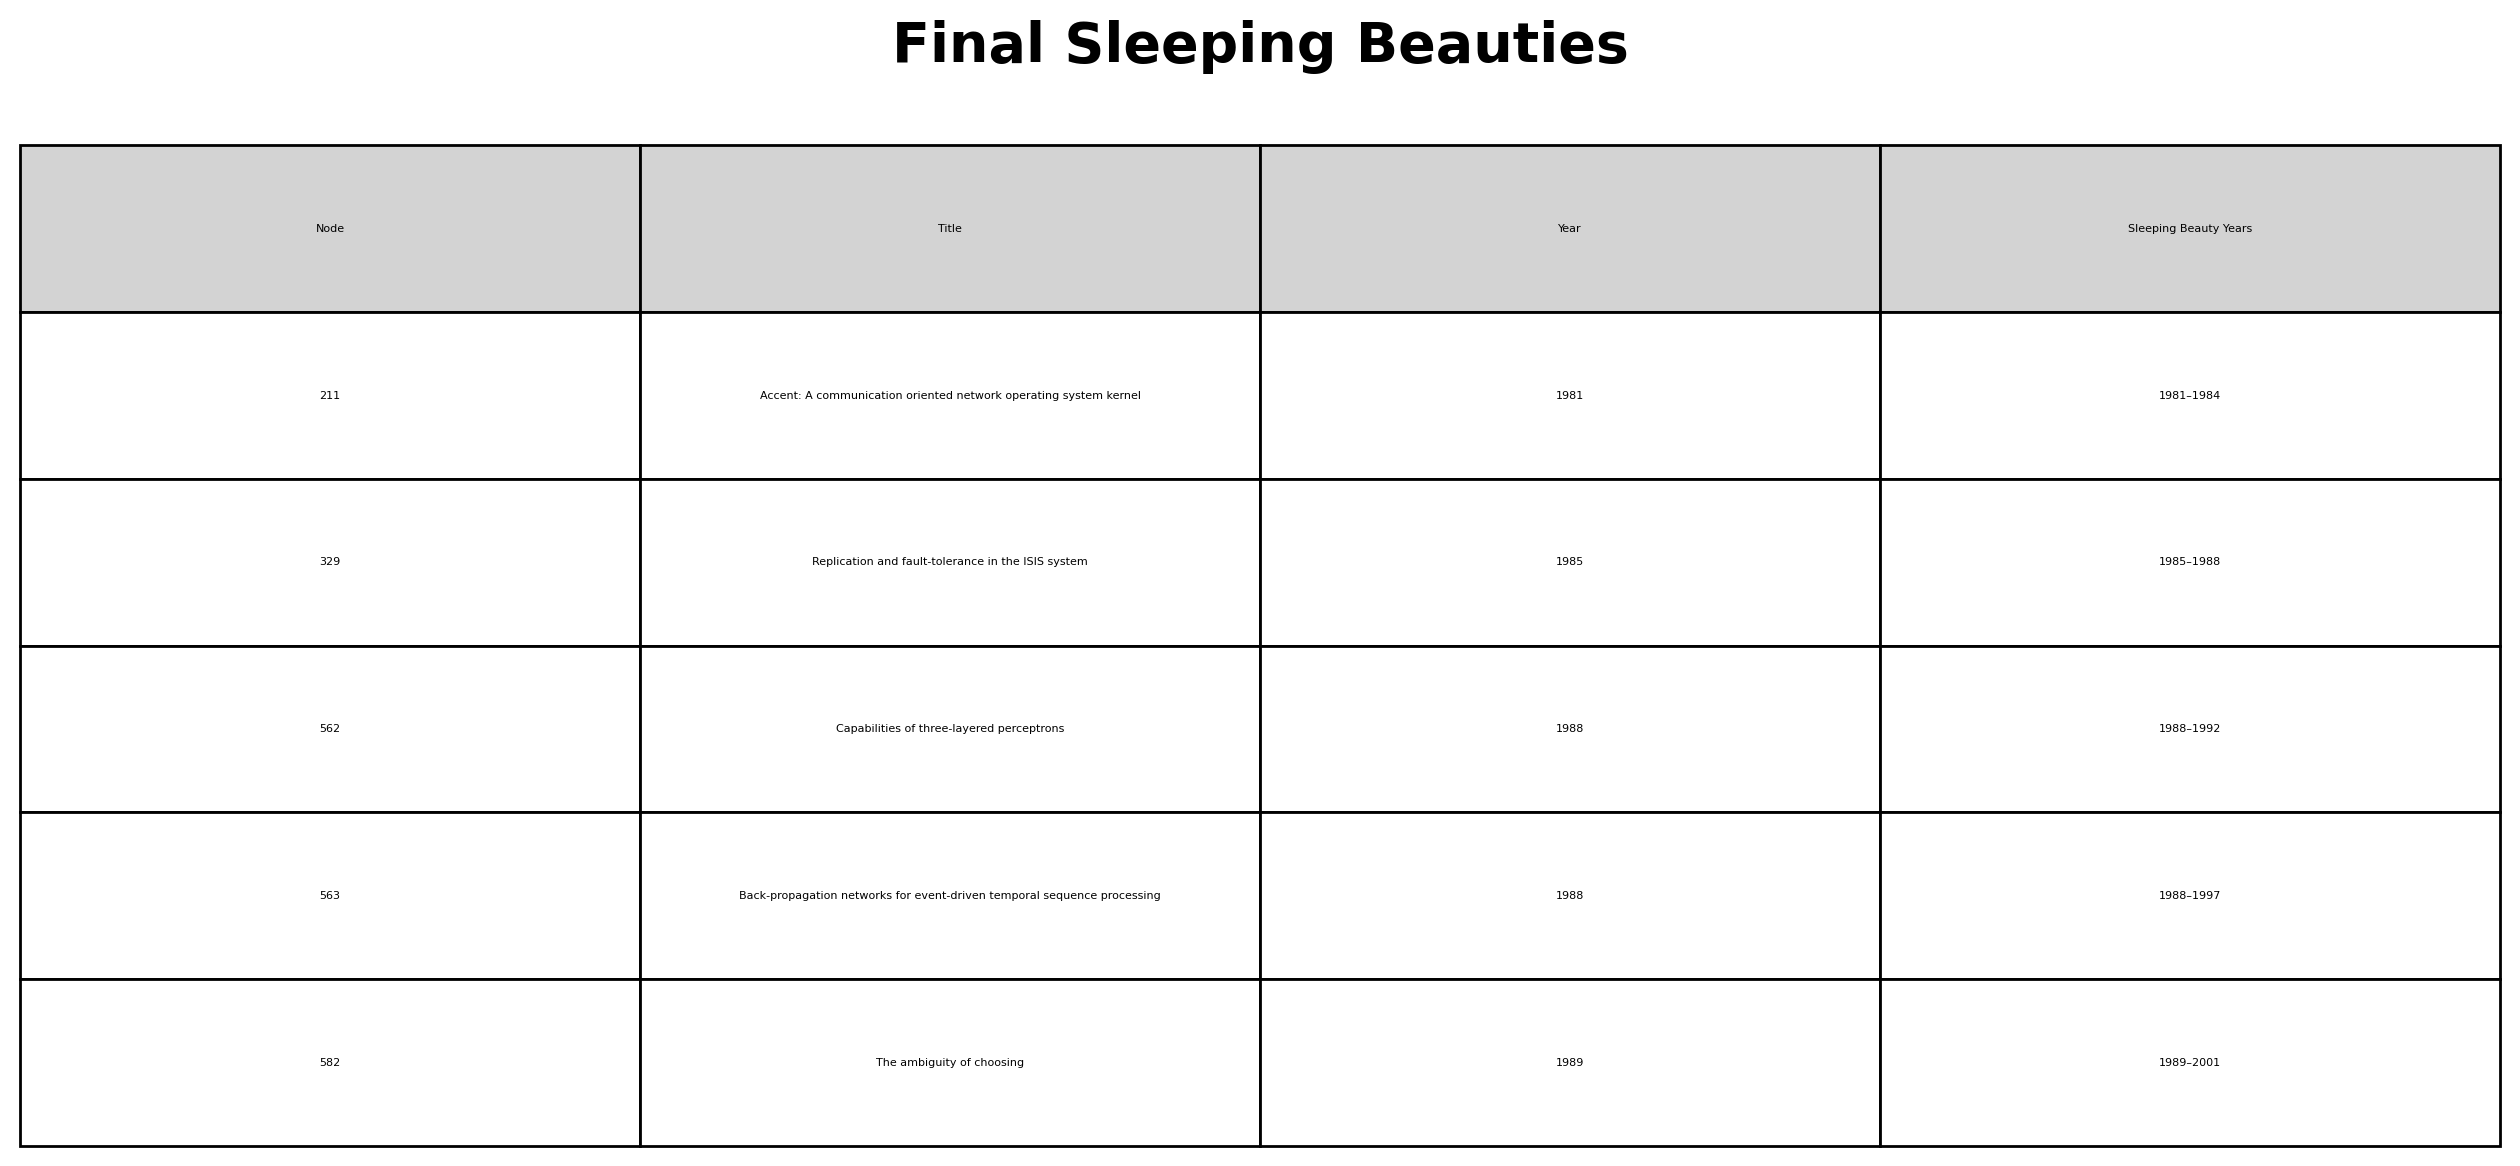 Final Sleeping Beauties
Node Title Year Sleeping Beauty Years
211 Accent: A communication oriented network operating system kernel 1981 1981–1984
329 Replication and fault-tolerance in the ISIS system 1985 1985–1988
562 Capabilities of three-layered perceptrons 1988 1988–1992
563 Back-propagation networks for event-driven temporal sequence processing 1988 1988–1997
582 The ambiguity of choosing 1989 1989–2001